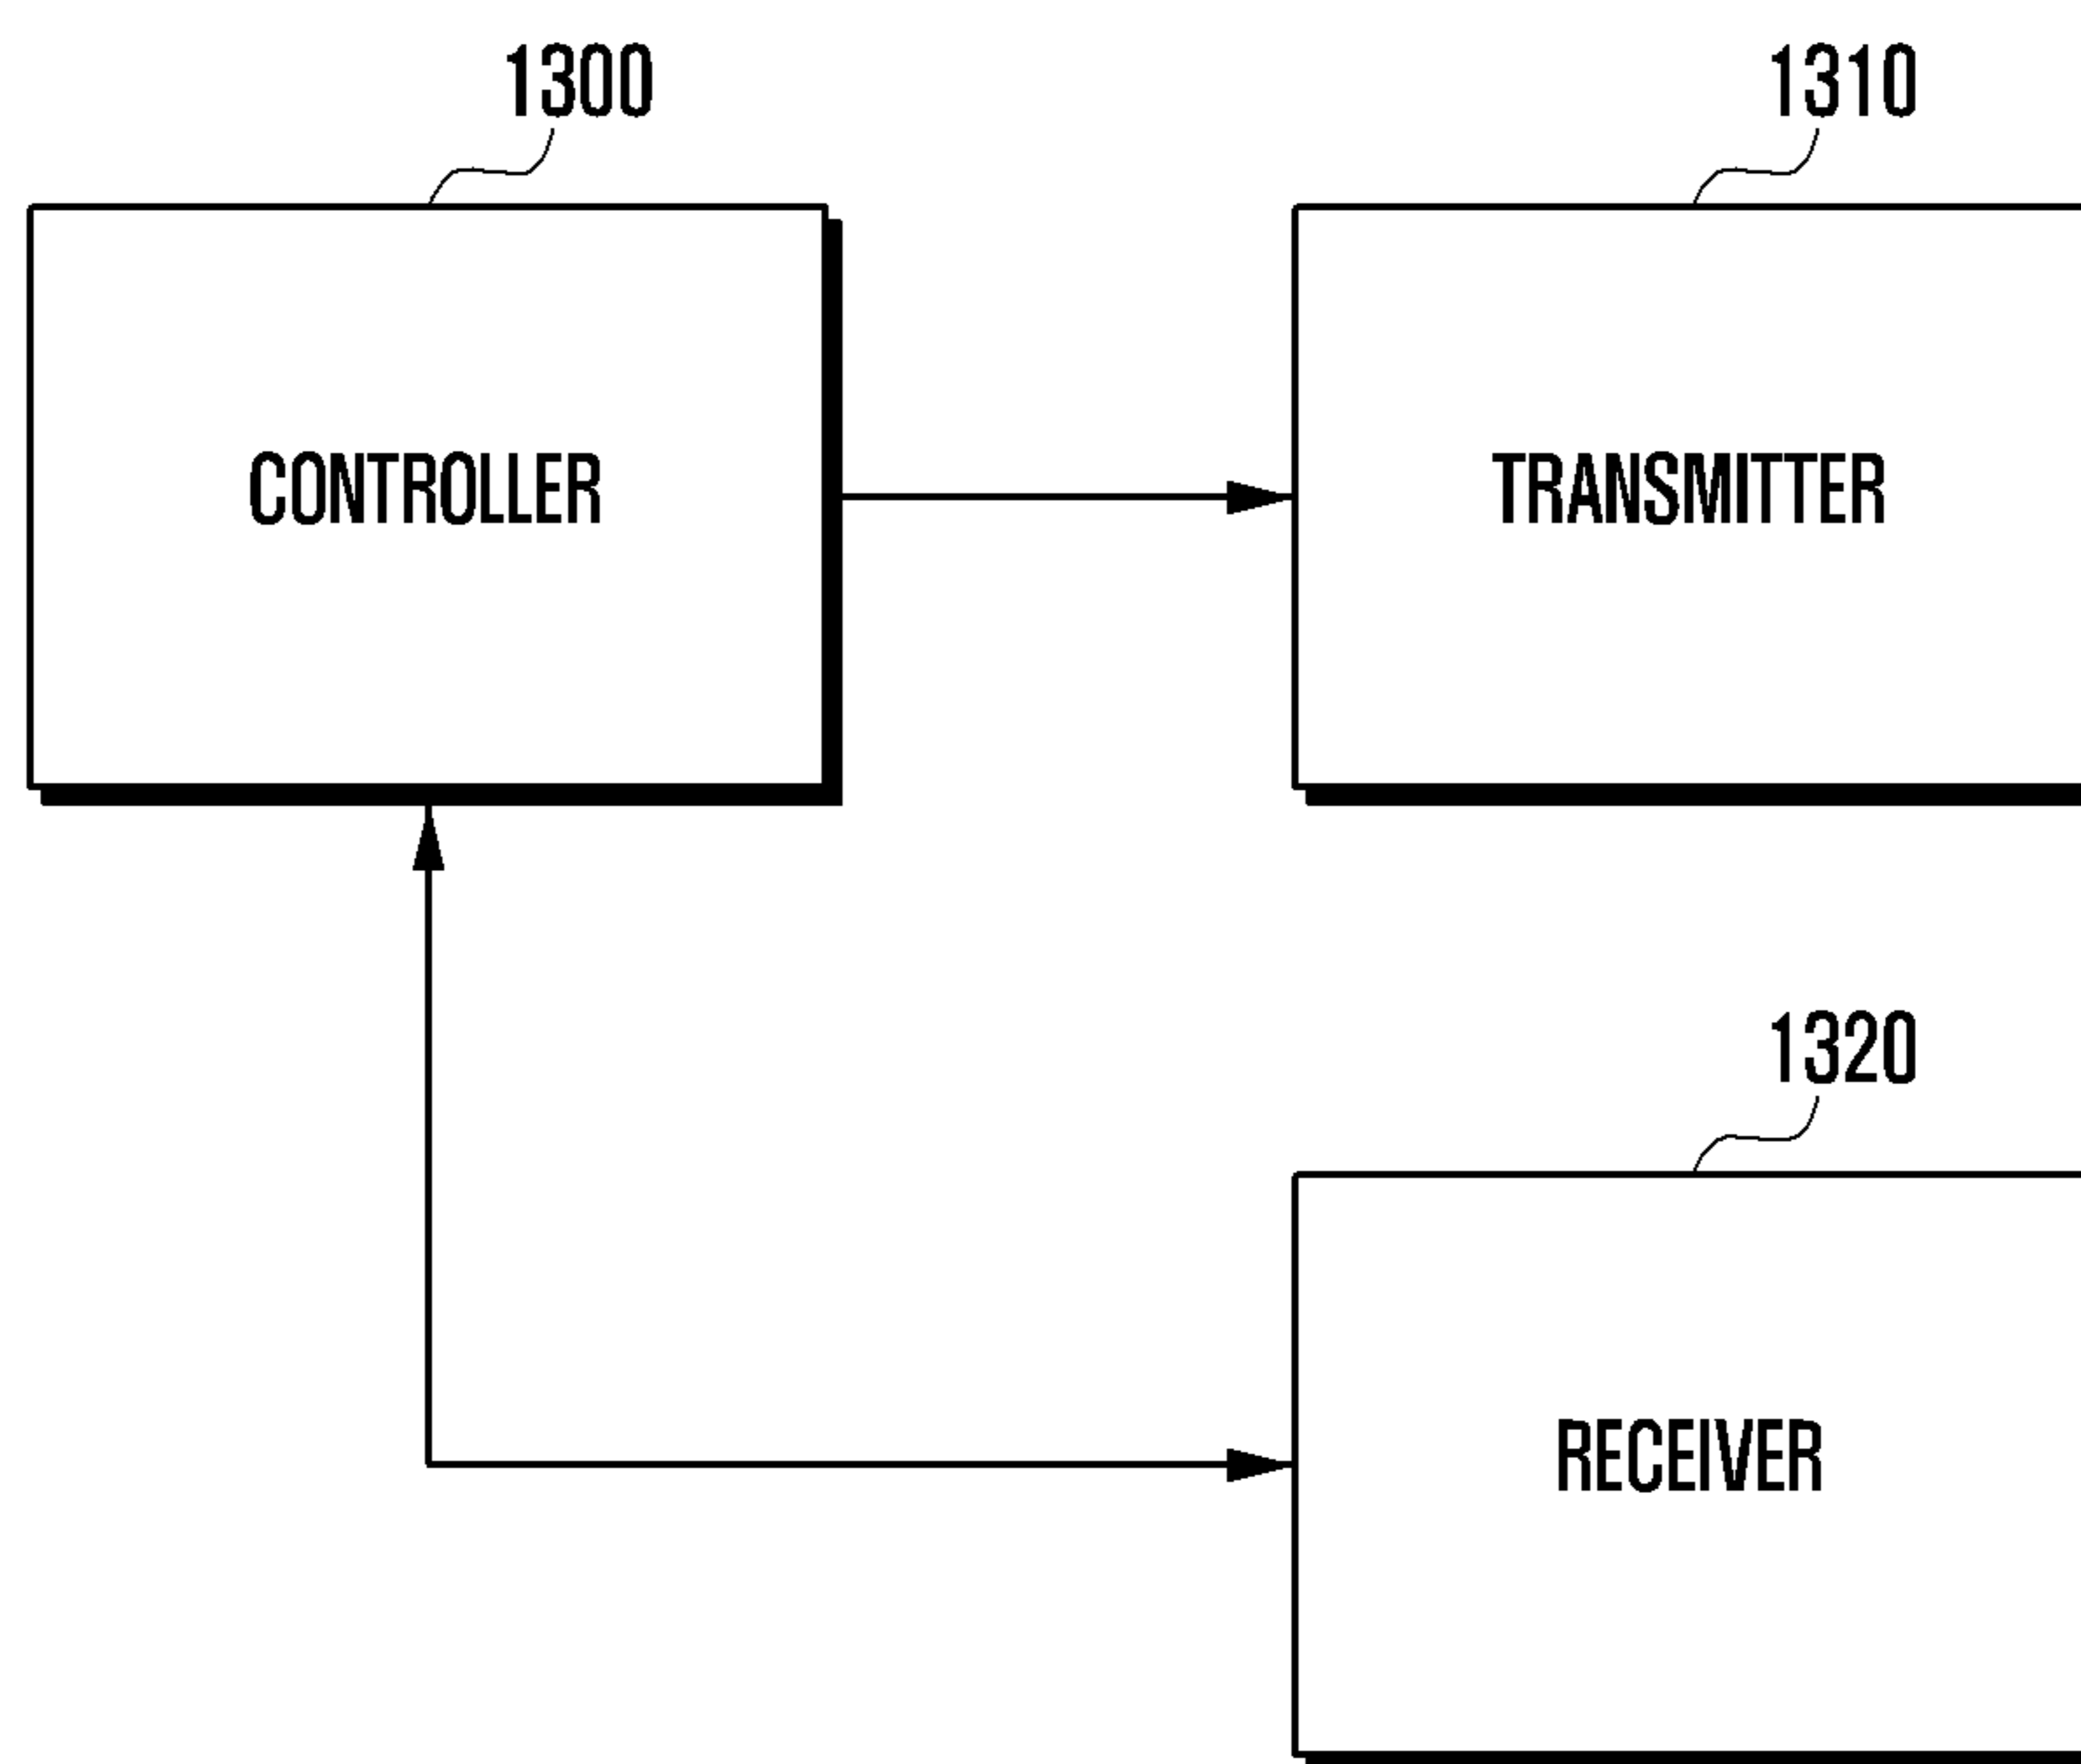 1300
1310
CONTROLLER
TRANSMITTER
1320
RECEIVER